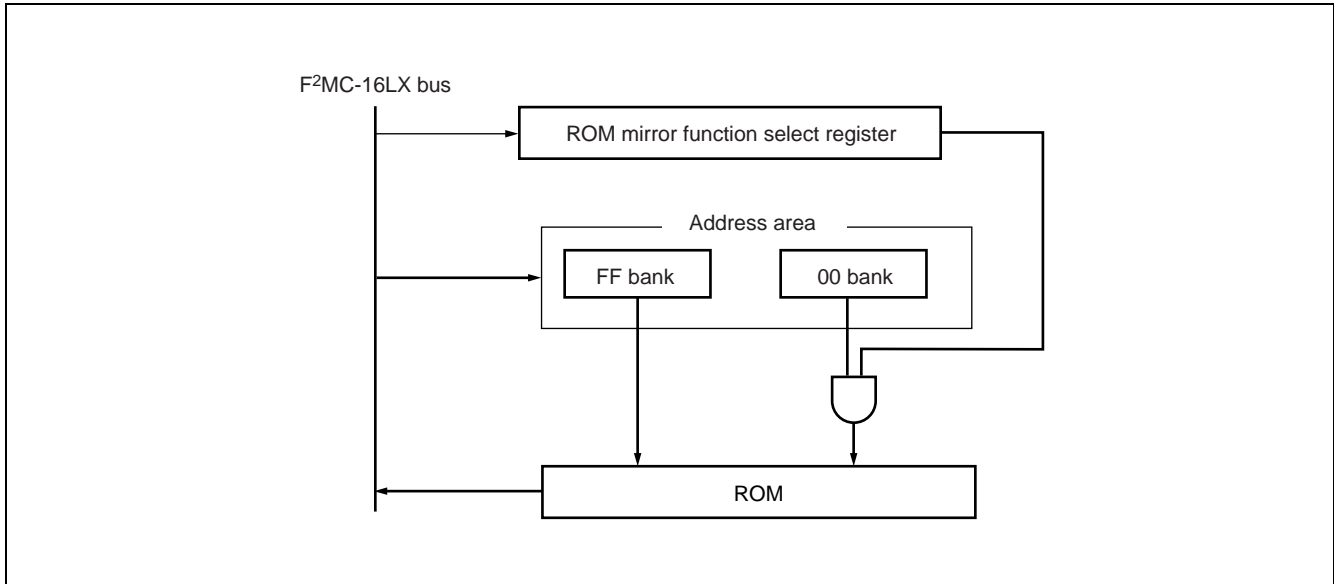 F²MC-16LX bus
ROM mirror function select register
Address area
FF bank
00 bank
ROM